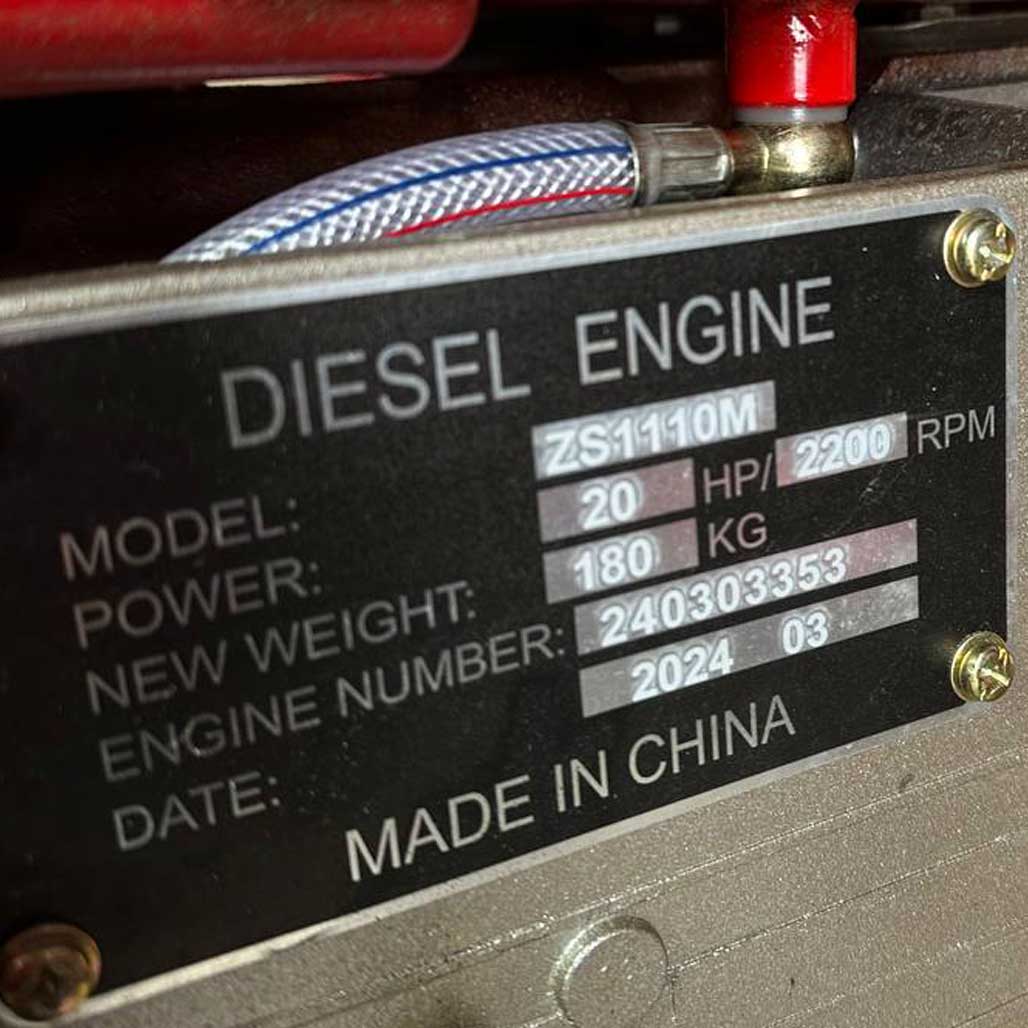 DIESEL ENGINE
MODEL: ZS1110M
POWER: 20 HP/ 2200 RPM
NEW WEIGHT: 180 KG
ENGINE NUMBER: 240303353
DATE: 2024 03
MADE IN CHINA